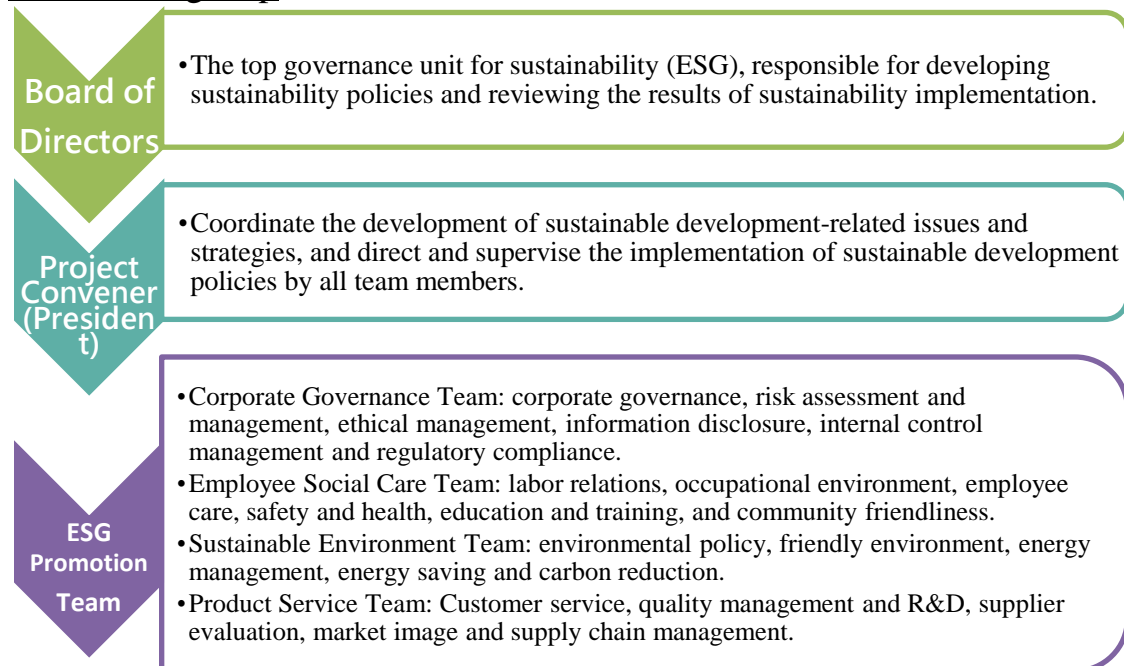 Board of
Directors
•The top governance unit for sustainability (ESG), responsible for developing
sustainability policies and reviewing the results of sustainability implementation.
Project
Convener
(Presiden
t)
•Coordinate the development of sustainable development-related issues and
strategies, and direct and supervise the implementation of sustainable development
policies by all team members.
ESG
Promotion
Team
•Corporate Governance Team: corporate governance, risk assessment and
management, ethical management, information disclosure, internal control
management and regulatory compliance.
•Employee Social Care Team: labor relations, occupational environment, employee
care, safety and health, education and training, and community friendliness.
•Sustainable Environment Team: environmental policy, friendly environment, energy
management, energy saving and carbon reduction.
•Product Service Team: Customer service, quality management and R&D, supplier
evaluation, market image and supply chain management.